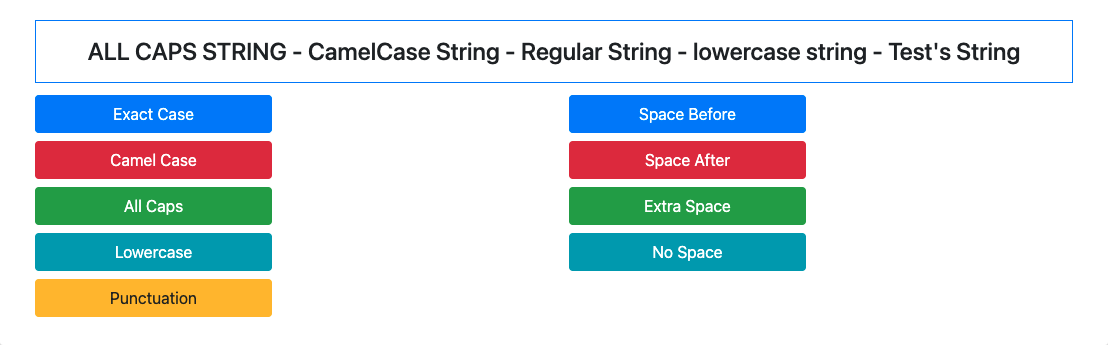 ALL CAPS STRING - CamelCase String - Regular String - lowercase string - Test's String
Exact Case
Camel Case
All Caps
Lowercase
Punctuation
Space Before
Space After
Extra Space
No Space